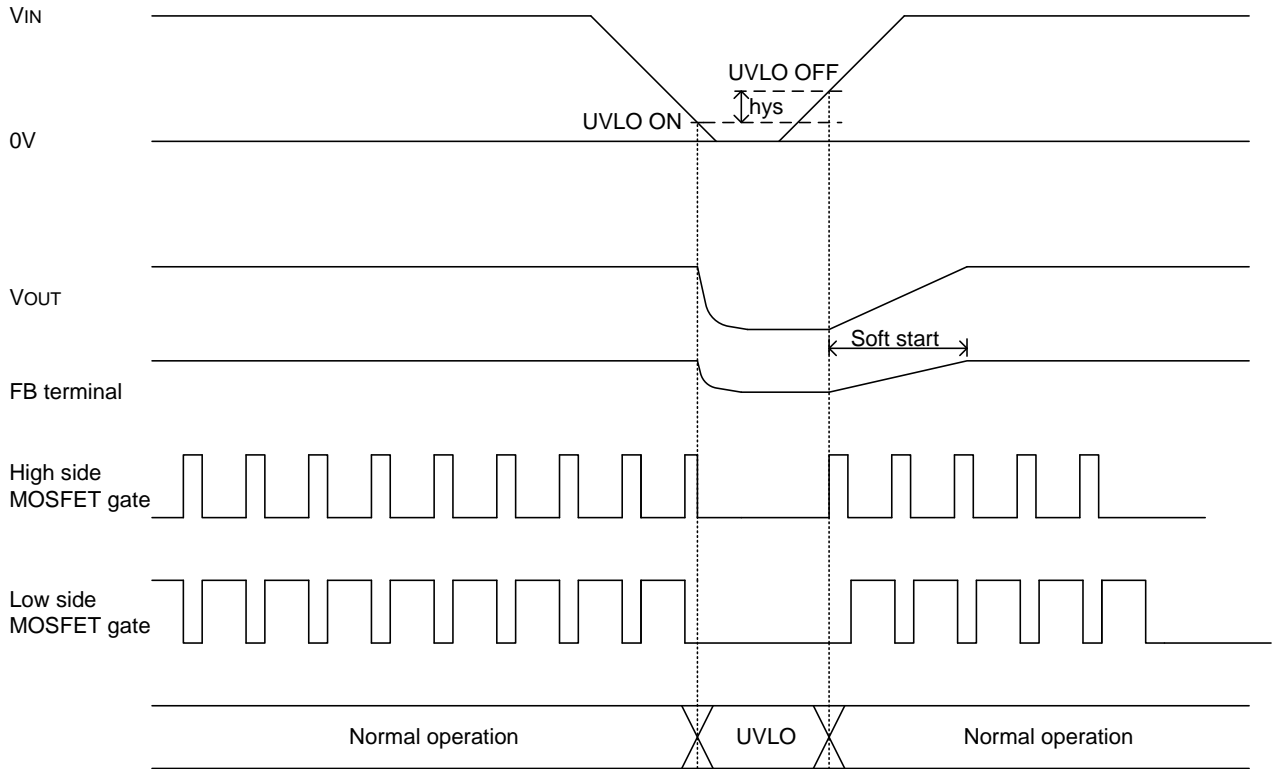 VIN
UVLO OFF
hys
UVLO ON
0V
VOUT
Soft start
FB terminal
High side
MOSFET gate
Low side
MOSFET gate
Normal operation
UVLO
Normal operation